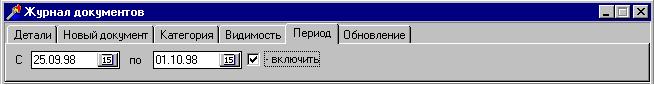 Журнал документов
Детали Новый документ Категория Видимость Период Обновление
С 25.09.98 15 по 01.10.98 15 - включить